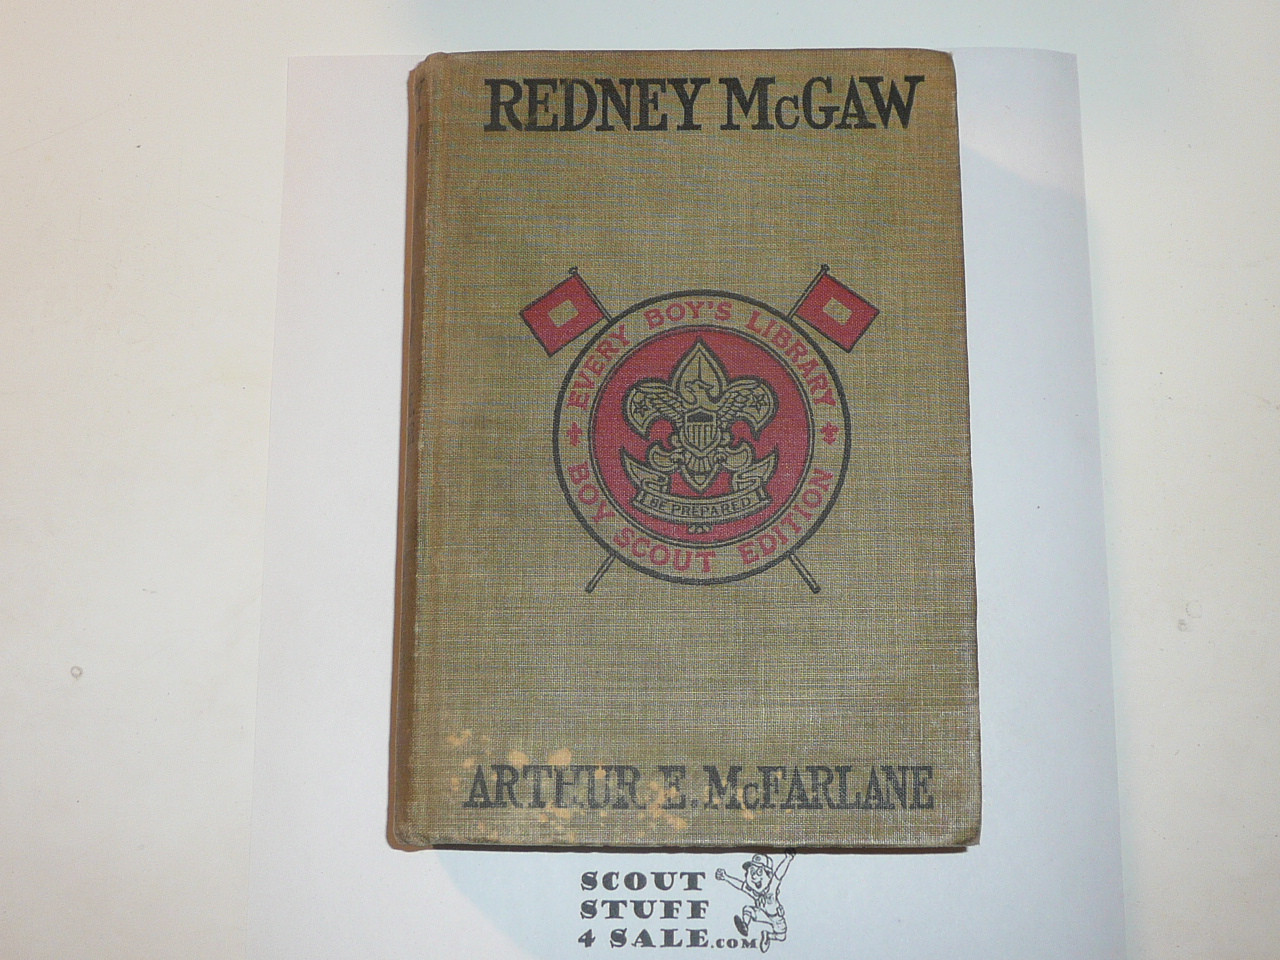 REDNEY McGAW
EVERY BOY'S LIBRARY
BE PREPARED
BOY SCOUT EDITION
ARTHUR E. McFARLANE
SCOUT
STUFF
4 SALE.COM